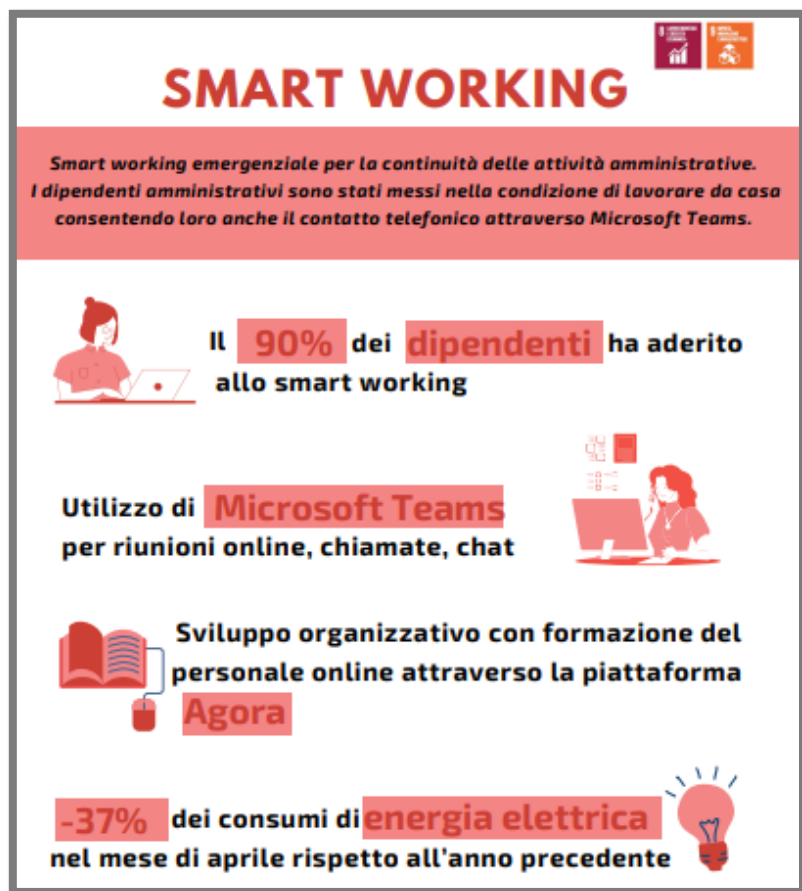 SMART WORKING
Smart working emergenziale per la continuità delle attività amministrative.
I dipendenti amministrativi sono stati messi nella condizione di lavorare da casa
consentendo loro anche il contatto telefonico attraverso Microsoft Teams.
Il 90% dei dipendenti ha aderito
allo smart working
Utilizzo di Microsoft Teams
per riunioni online, chiamate, chat
Sviluppo organizzativo con formazione del
personale online attraverso la piattaforma
Agora
-37% dei consumi di energia elettrica
nel mese di aprile rispetto all'anno precedente